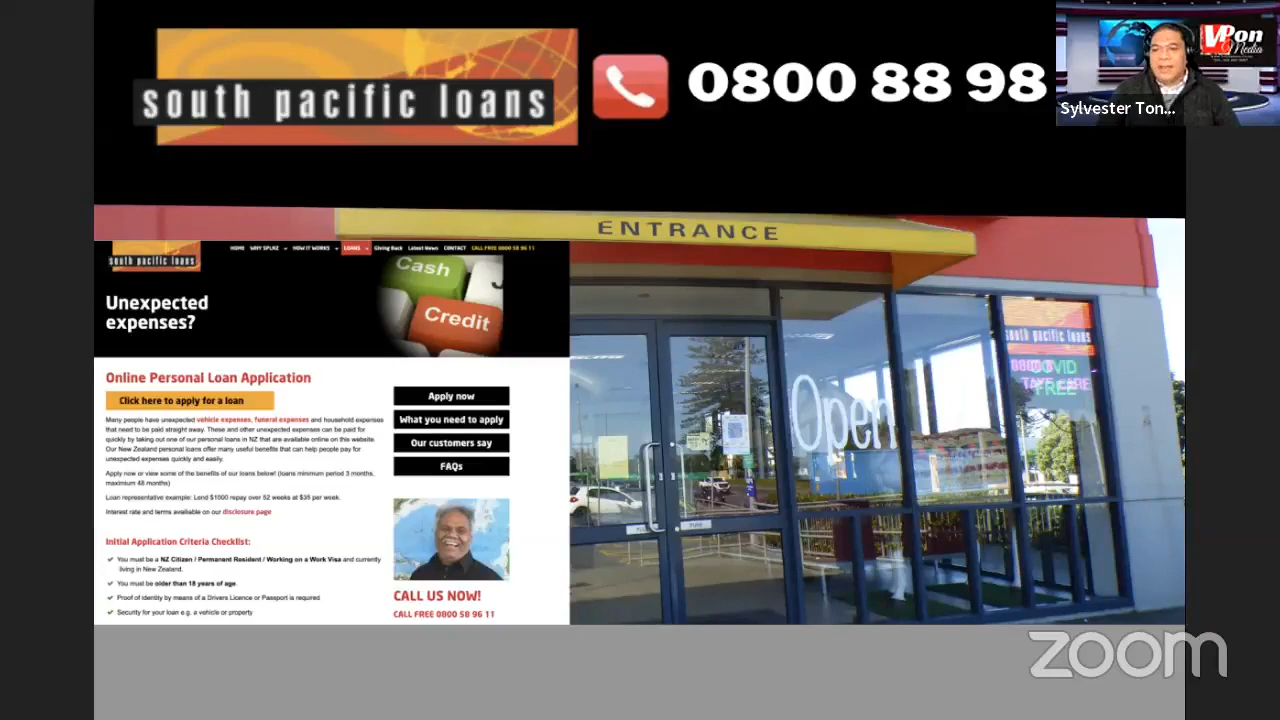 south pacific loans
0800 88 98
VPon
Media
Sylvester Ton...
ENTRANCE
south pacific loans
HOME WHY SPLNZ HOW IT WORKS LOANS Giving Back Latest News CONTACT CALL FREE 0800 58 96 11
Unexpected
expenses?
Cash
Credit
Online Personal Loan Application
Click here to apply for a loan
Many people have unexpected vehicle expenses, funeral expenses and household expenses
that need to be paid straight away. These and other unexpected expenses can be paid for
quickly by taking out one of our personal loans in NZ that are available online on this website.
Our New Zealand personal loans offer many useful benefits that can help people pay for
unexpected expenses quickly and easily.
Apply now or view some of the benefits of our loans below! (loans minimum period 3 months,
maximum 48 months)
Loan representative example: Lend $1000 repay over 52 weeks at $35 per week.
Interest rate and terms available on our disclosure page
Initial Application Criteria Checklist:
You must be a NZ Citizen / Permanent Resident / Working on a Work Visa and currently
living in New Zealand.
You must be older than 18 years of age.
Proof of identity by means of a Drivers Licence or Passport is required
Security for your loan e.g. a vehicle or property
Apply now
What you need to apply
Our customers say
FAQs
CALL US NOW!
CALL FREE 0800 58 96 11
Open
south pacific loans
COVID
TAKE CARE
FREE
zoom